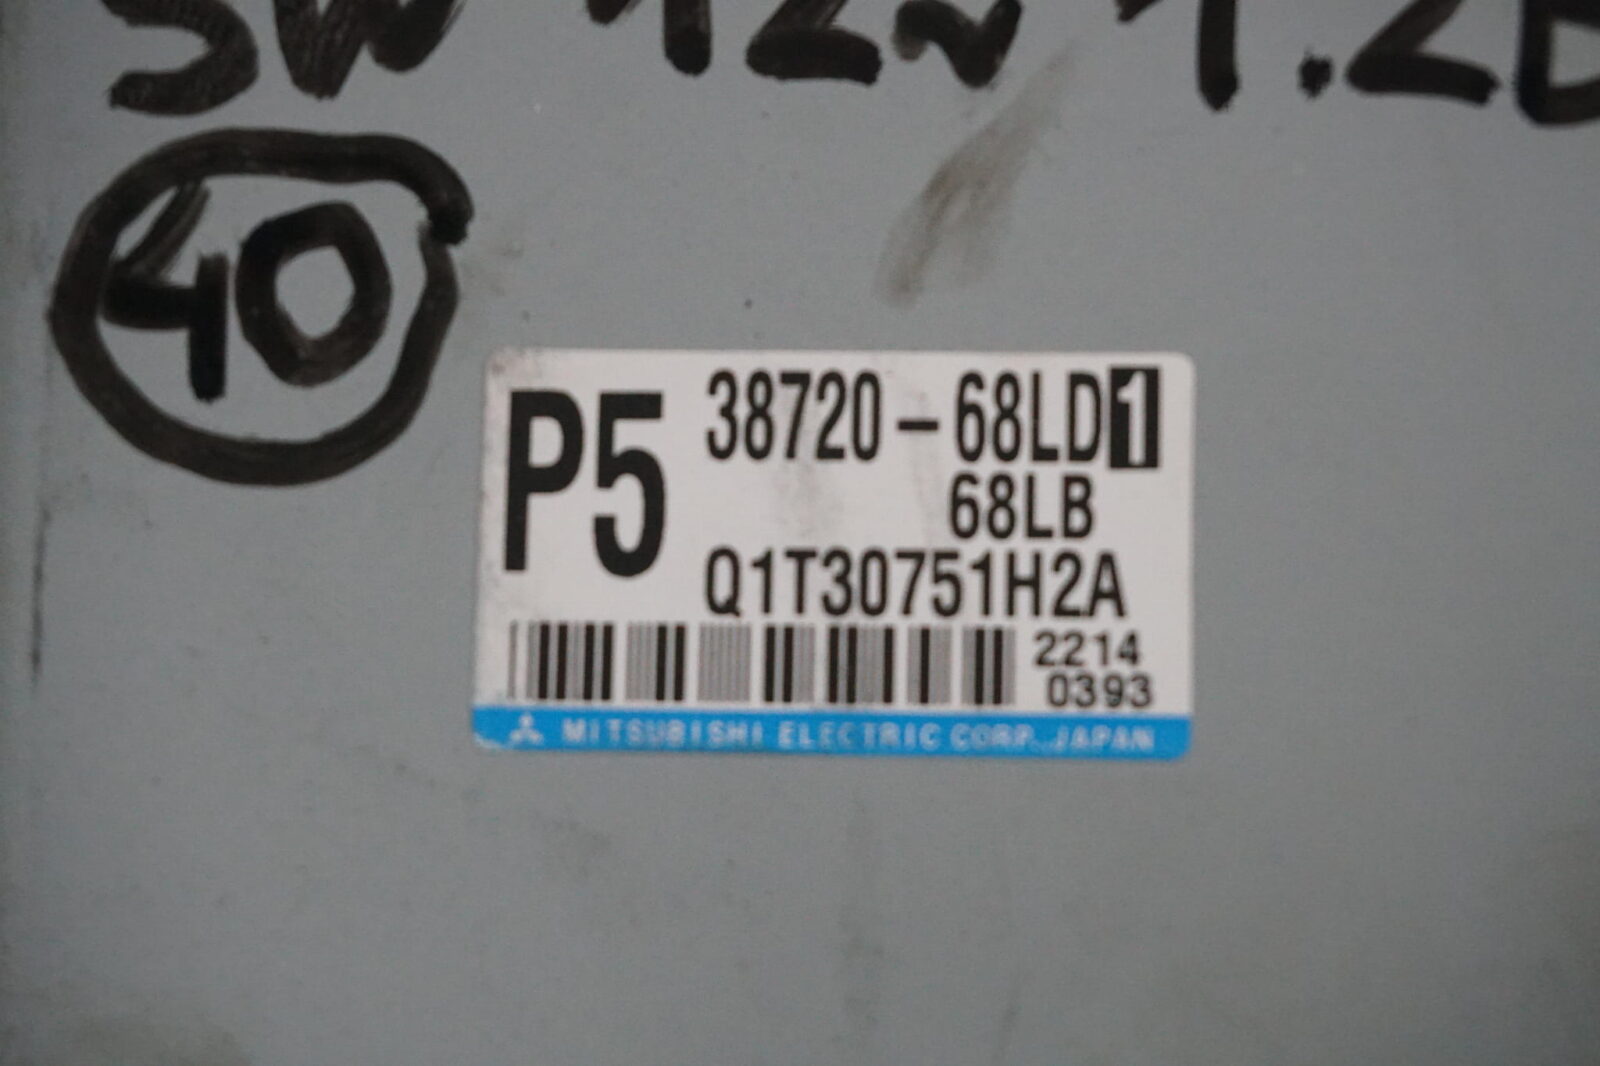 40
P5
38720-68LD1
68LB
Q1T30751H2A
2214
0393
MITSUBISHI ELECTRIC CORP. JAPAN